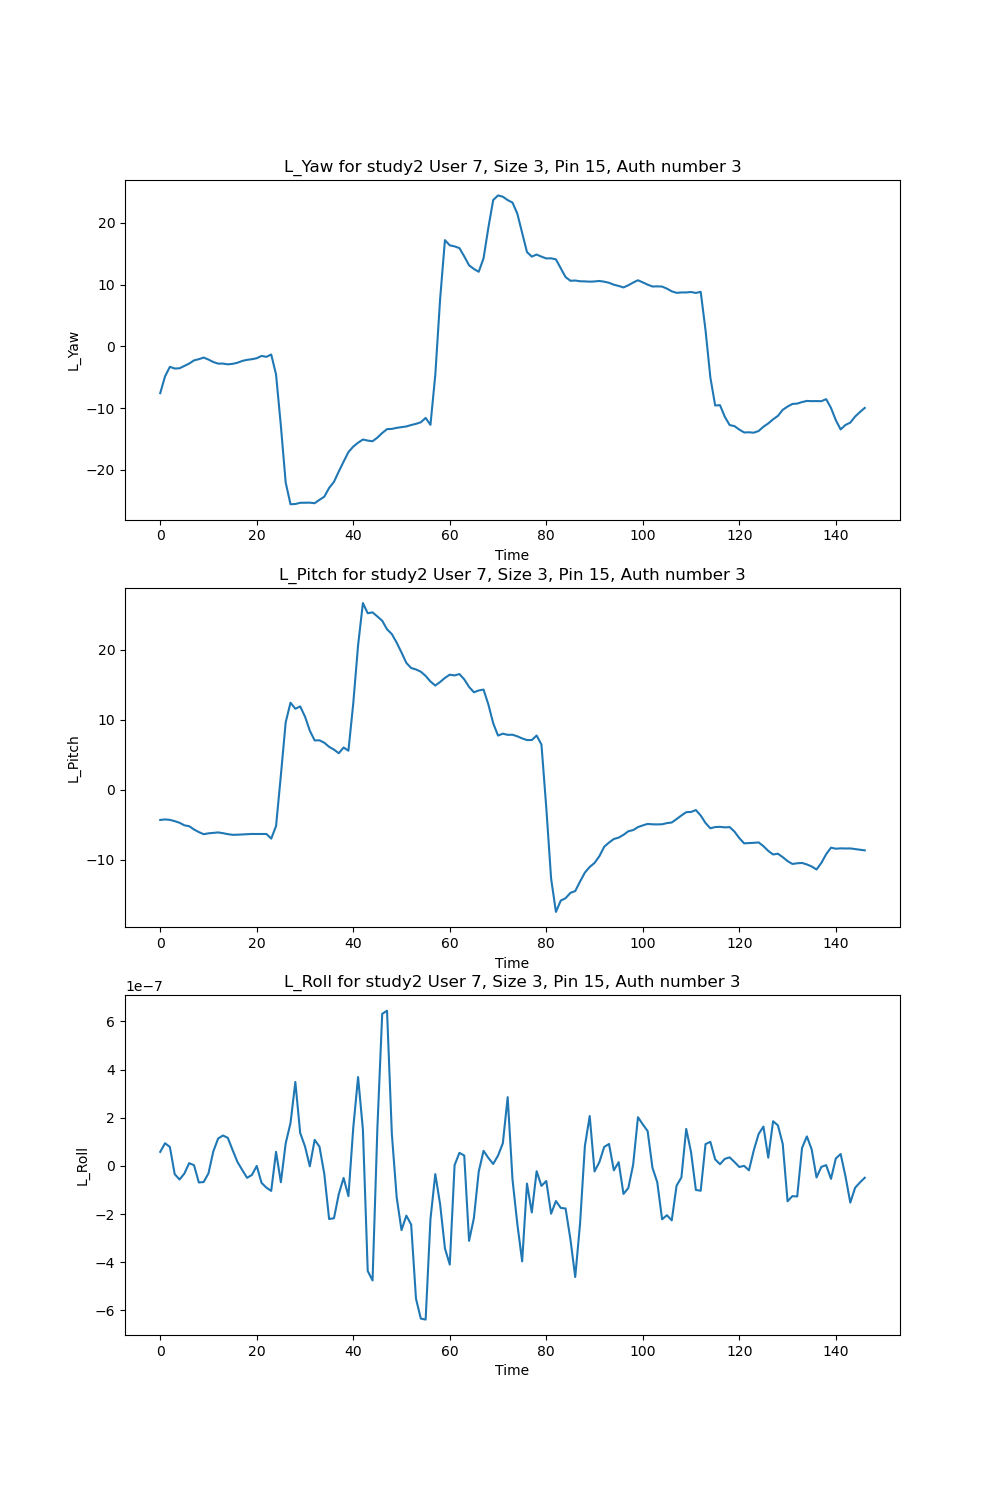 L_Yaw for study2 User 7, Size 3, Pin 15, Auth number 3
20
10
0
−10
−20
L_Yaw
0 20 40 60 80 100 120 140
Time
L_Pitch for study2 User 7, Size 3, Pin 15, Auth number 3
20
10
0
−10
L_Pitch
0 20 40 60 80 100 120 140
Time
L_Roll for study2 User 7, Size 3, Pin 15, Auth number 3
1e−7
6
4
2
0
−2
−4
−6
L_Roll
0 20 40 60 80 100 120 140
Time